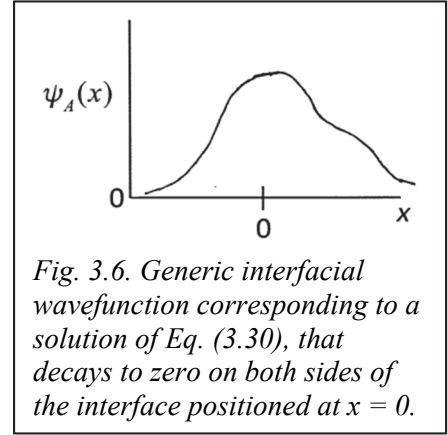 ψ_A(x)
0
0
x
Fig. 3.6. Generic interfacial
wavefunction corresponding to a
solution of Eq. (3.30), that
decays to zero on both sides of
the interface positioned at x = 0.